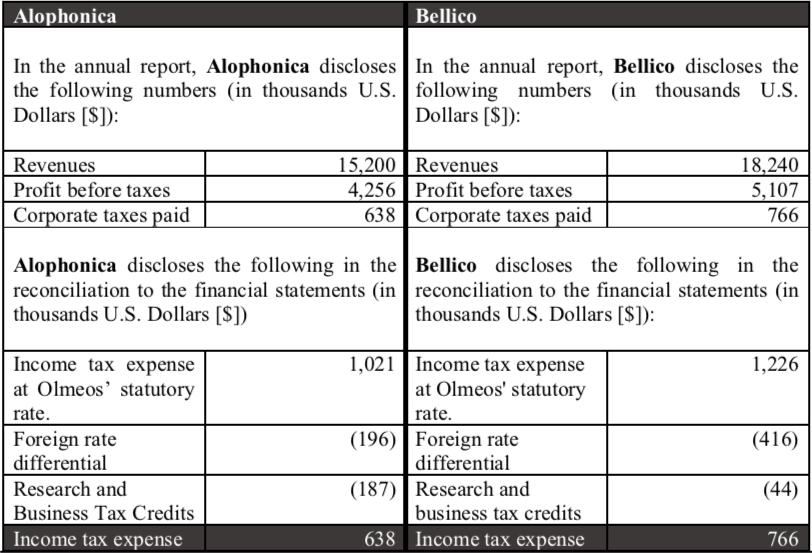 Alophonica
Bellico
In the annual report, Alophonica discloses
the following numbers (in thousands U.S.
Dollars [$]):
In the annual report, Bellico discloses the
following numbers (in thousands U.S.
Dollars [$]):
Revenues 15,200
Revenues 18,240
Profit before taxes 4,256
Profit before taxes 5,107
Corporate taxes paid 638
Corporate taxes paid 766
Alophonica discloses the following in the
reconciliation to the financial statements (in
thousands U.S. Dollars [$])
Bellico discloses the following in the
reconciliation to the financial statements (in
thousands U.S. Dollars [$]):
Income tax expense 1,021
at Olmeos’ statutory
rate.
Income tax expense 1,226
at Olmeos' statutory
rate.
Foreign rate (196)
differential
Foreign rate (416)
differential
Research and (187)
Business Tax Credits
Research and (44)
business tax credits
Income tax expense 638
Income tax expense 766